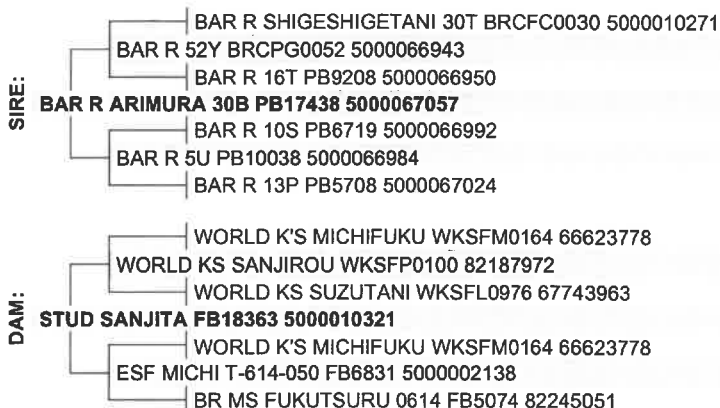 BAR R SHIGESHIGETANI 30T BRCFC0030 5000010271
BAR R 52Y BRCPG0052 5000066943
BAR R 16T PB9208 5000066950
SIRE:
BAR R ARIMURA 30B PB17438 5000067057
BAR R 10S PB6719 5000066992
BAR R 5U PB10038 5000066984
BAR R 13P PB5708 5000067024
WORLD K'S MICHIFUKU WKSFM0164 66623778
WORLD KS SANJIROU WKSFP0100 82187972
WORLD KS SUZUTANI WKSFL0976 67743963
DAM:
STUD SANJITA FB18363 5000010321
WORLD K'S MICHIFUKU WKSFM0164 66623778
ESF MICHI T-614-050 FB6831 5000002138
BR MS FUKUTSURU 0614 FB5074 82245051